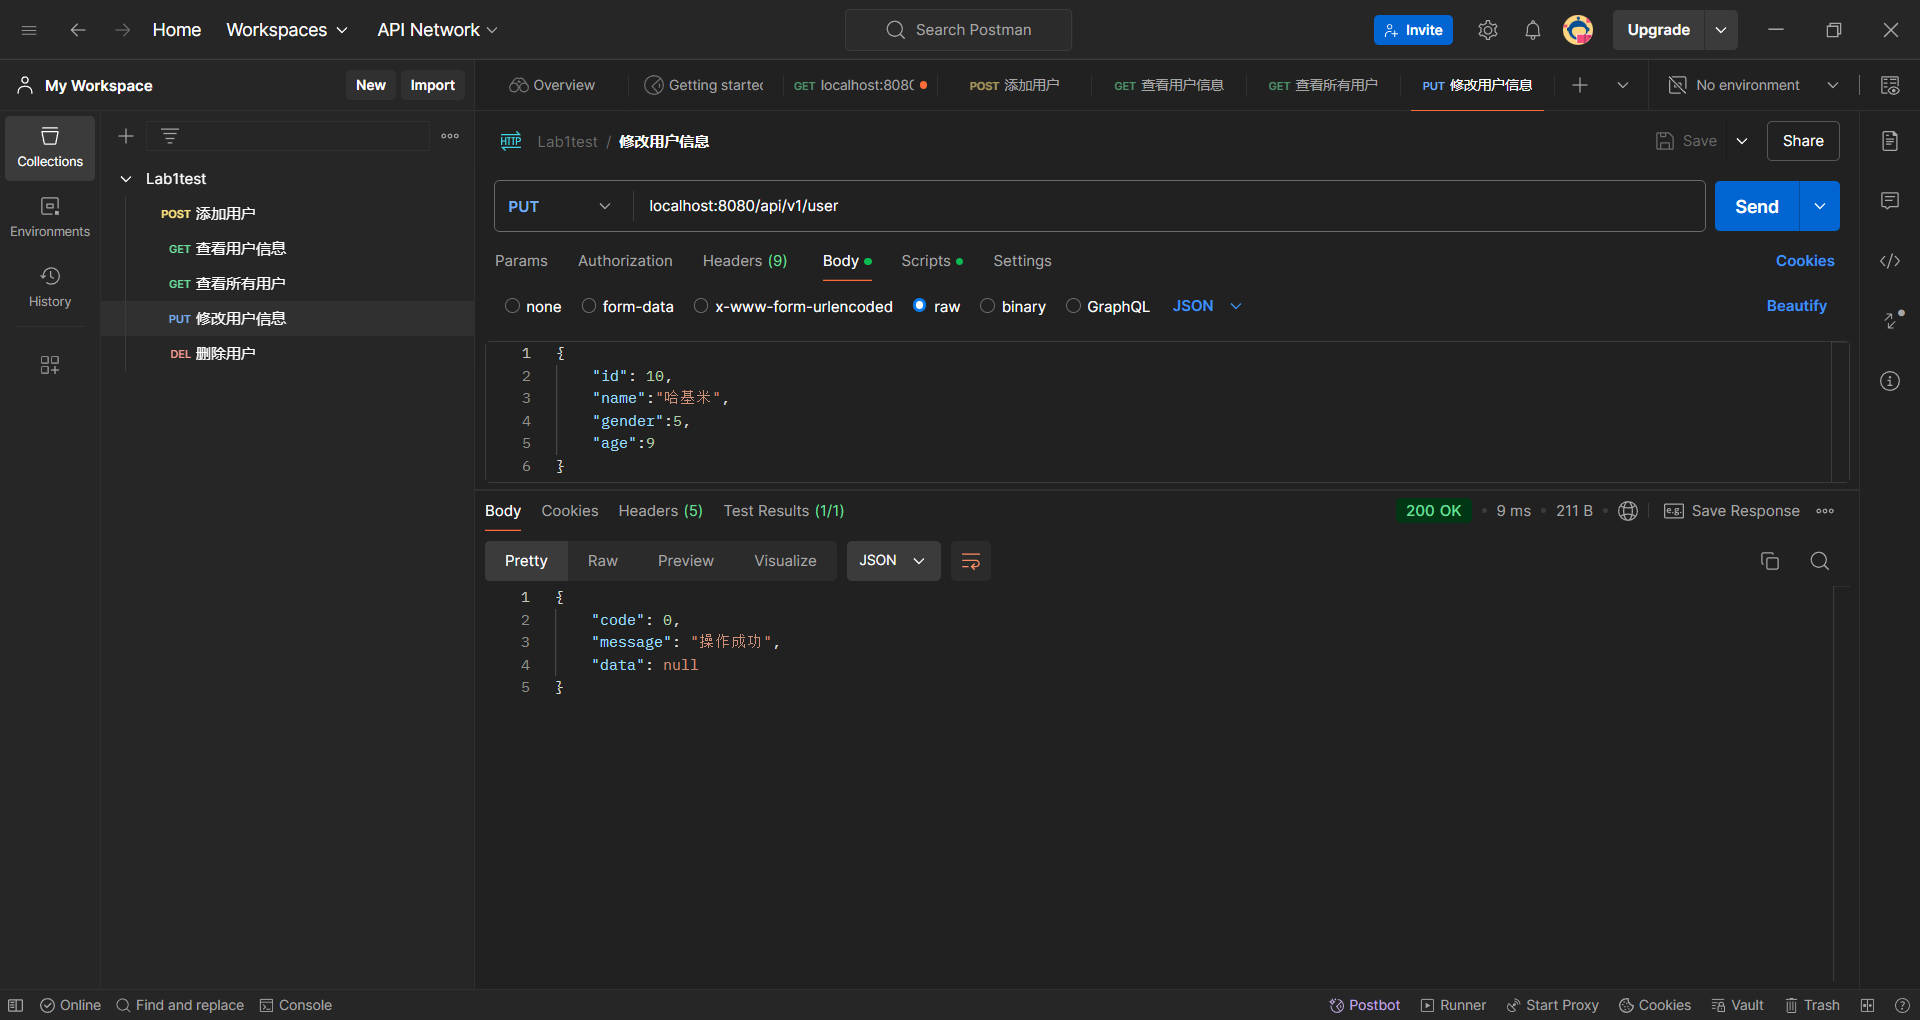 Home Workspaces API Network Search Postman Invite Upgrade
My Workspace New Import Overview Getting started GET localhost:8080 POST 添加用户 GET 查看用户信息 GET 查看所有用户 PUT 修改用户信息 No environment
Collections
Environments
History
Lab1test
POST 添加用户
GET 查看用户信息
GET 查看所有用户
PUT 修改用户信息
DEL 删除用户
HTTP Lab1test / 修改用户信息 Save Share
PUT localhost:8080/api/v1/user Send
Params Authorization Headers (9) Body Scripts Settings Cookies
none form-data x-www-form-urlencoded raw binary GraphQL JSON Beautify
1 {
2 "id": 10,
3 "name":"哈基米",
4 "gender":5,
5 "age":9
6 }
Body Cookies Headers (5) Test Results (1/1) 200 OK • 9 ms • 211 B • e.g. Save Response
Pretty Raw Preview Visualize JSON
1 {
2 "code": 0,
3 "message": "操作成功",
4 "data": null
5 }
Online Find and replace Console Postbot Runner Start Proxy Cookies Vault Trash